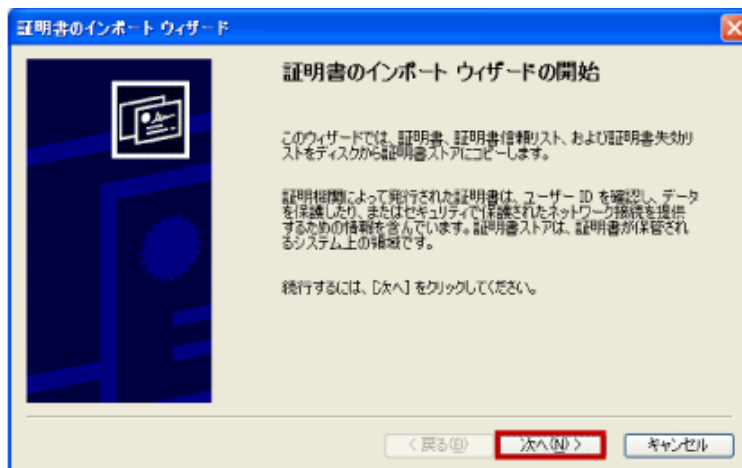 証明書のインポート ウィザード
証明書のインポート ウィザードの開始
このウィザードでは、証明書、証明書信頼リスト、および証明書失効リ
ストをディスクから証明書ストアにコピーします。
証明機関によって発行された証明書は、ユーザー ID を確認し、データ
を保護したり、またはセキュリティで保護されたネットワーク接続を提供
するための情報を含んでいます。証明書ストアは、証明書が保管され
るシステム上の領域です。
続行するには、[次へ] をクリックしてください。
< 戻る(B) 次へ(N) > キャンセル